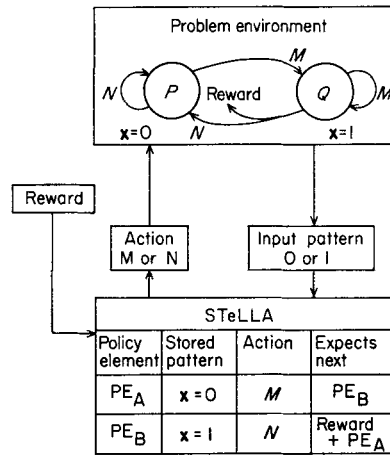 Problem environment
M
N P Reward Q M
N
x=0 x=1
Reward
Action
M or N
Input pattern
0 or 1
STeLLA
Policy element Stored pattern Action Expects next
PEA x=0 M PEB
PEB x=1 N Reward + PEA